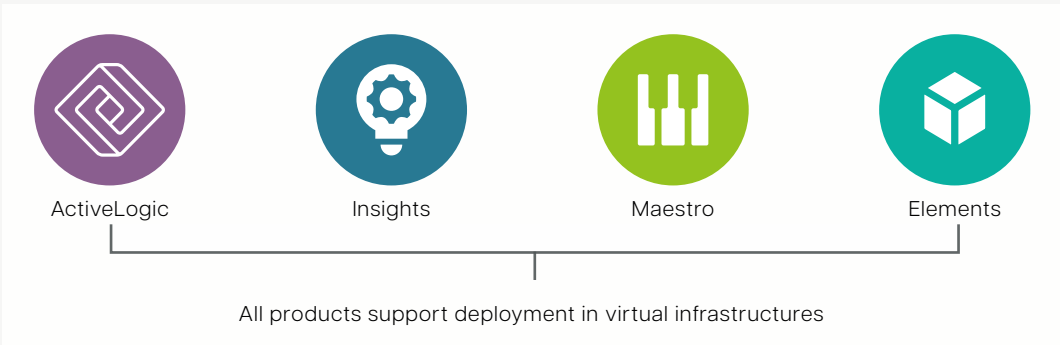 ActiveLogic
Insights
Maestro
Elements
All products support deployment in virtual infrastructures